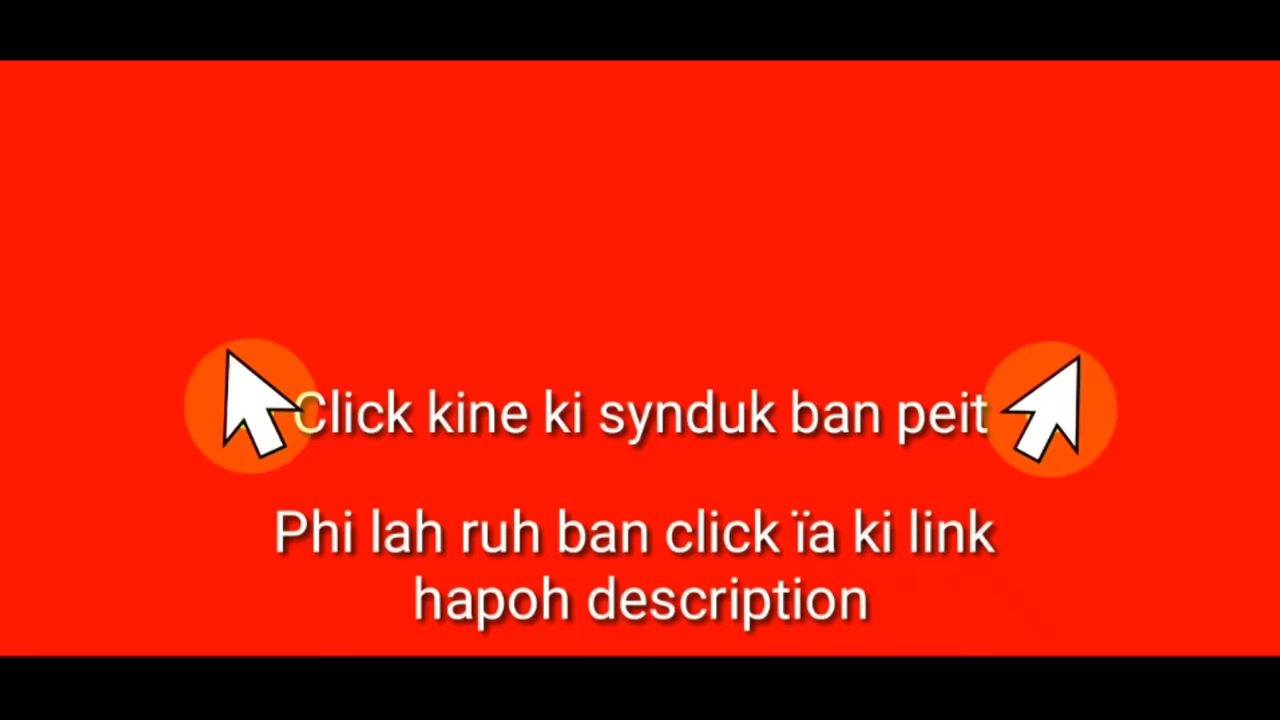 Click kine ki synduk ban peit
Phi lah ruh ban click ïa ki link
hapoh description